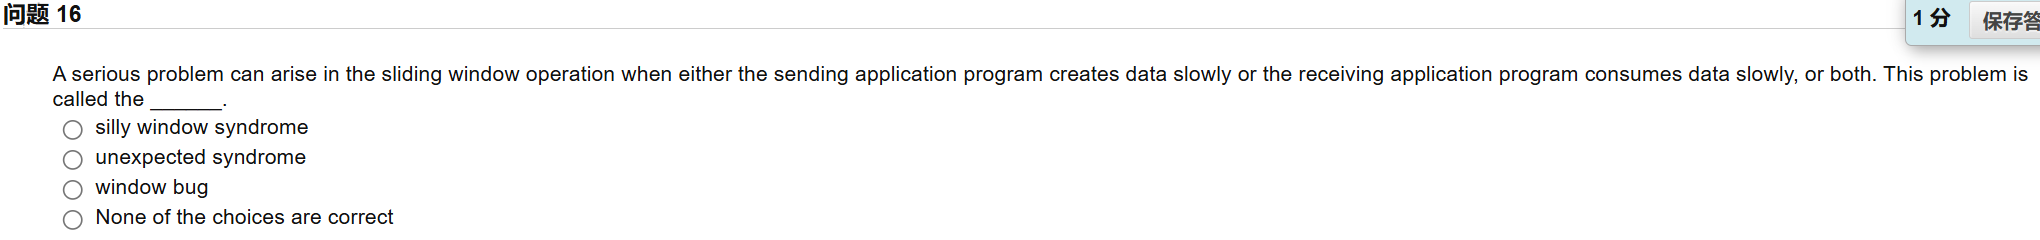 问题 16
1 分
保存答
A serious problem can arise in the sliding window operation when either the sending application program creates data slowly or the receiving application program consumes data slowly, or both. This problem is
called the _______.
silly window syndrome
unexpected syndrome
window bug
None of the choices are correct